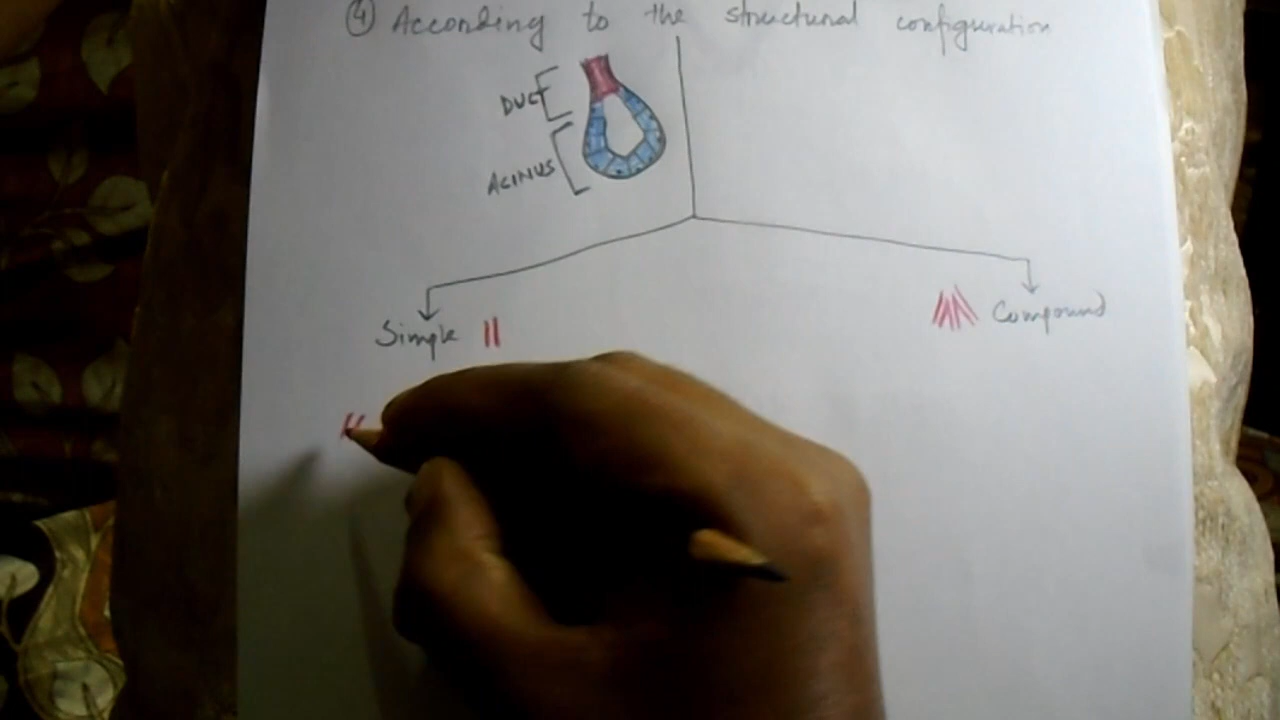 ④ According to the structural configuration
DUCT
ACINUS
Simple
Compound